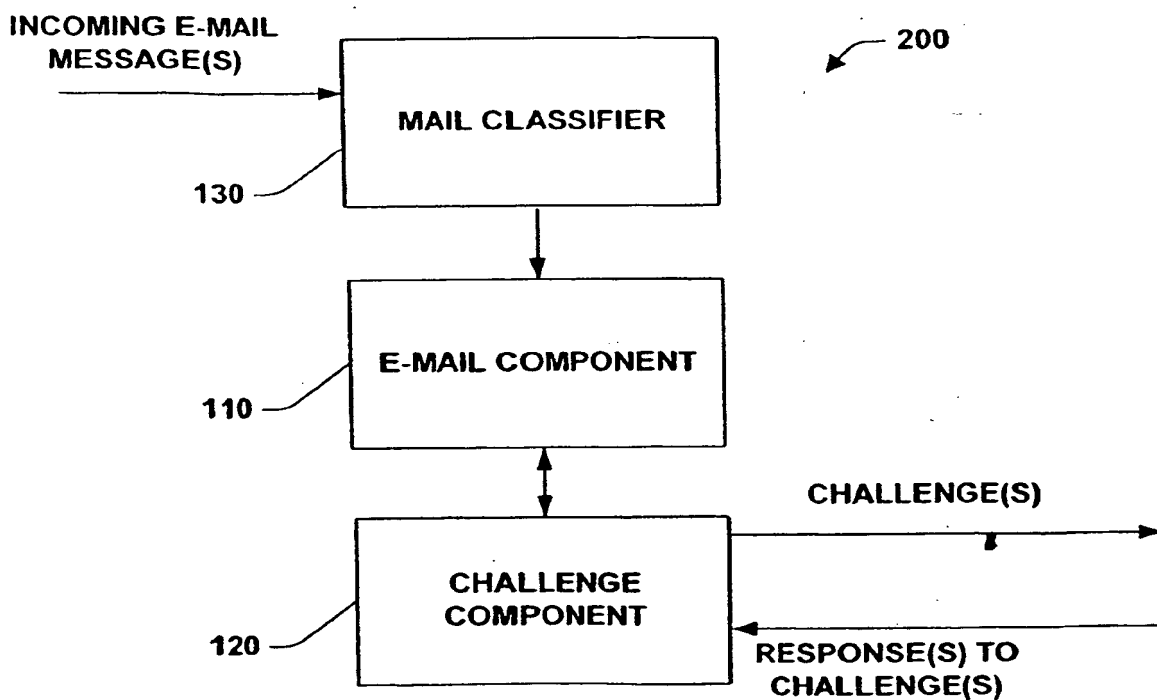 INCOMING E-MAIL
MESSAGE(S)
200
MAIL CLASSIFIER
130
E-MAIL COMPONENT
110
CHALLENGE(S)
CHALLENGE
COMPONENT
120
RESPONSE(S) TO
CHALLENGE(S)